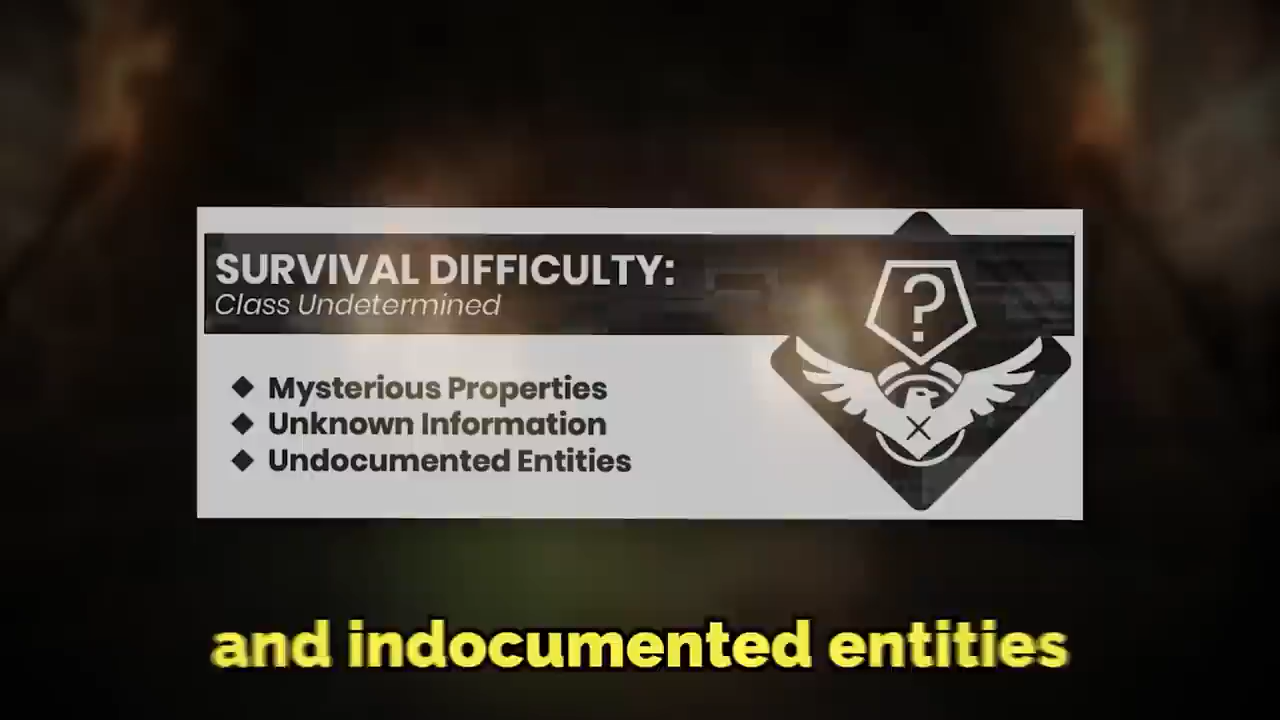 SURVIVAL DIFFICULTY:
Class Undetermined
?
◆ Mysterious Properties
◆ Unknown Information
◆ Undocumented Entities
and indocumented entities